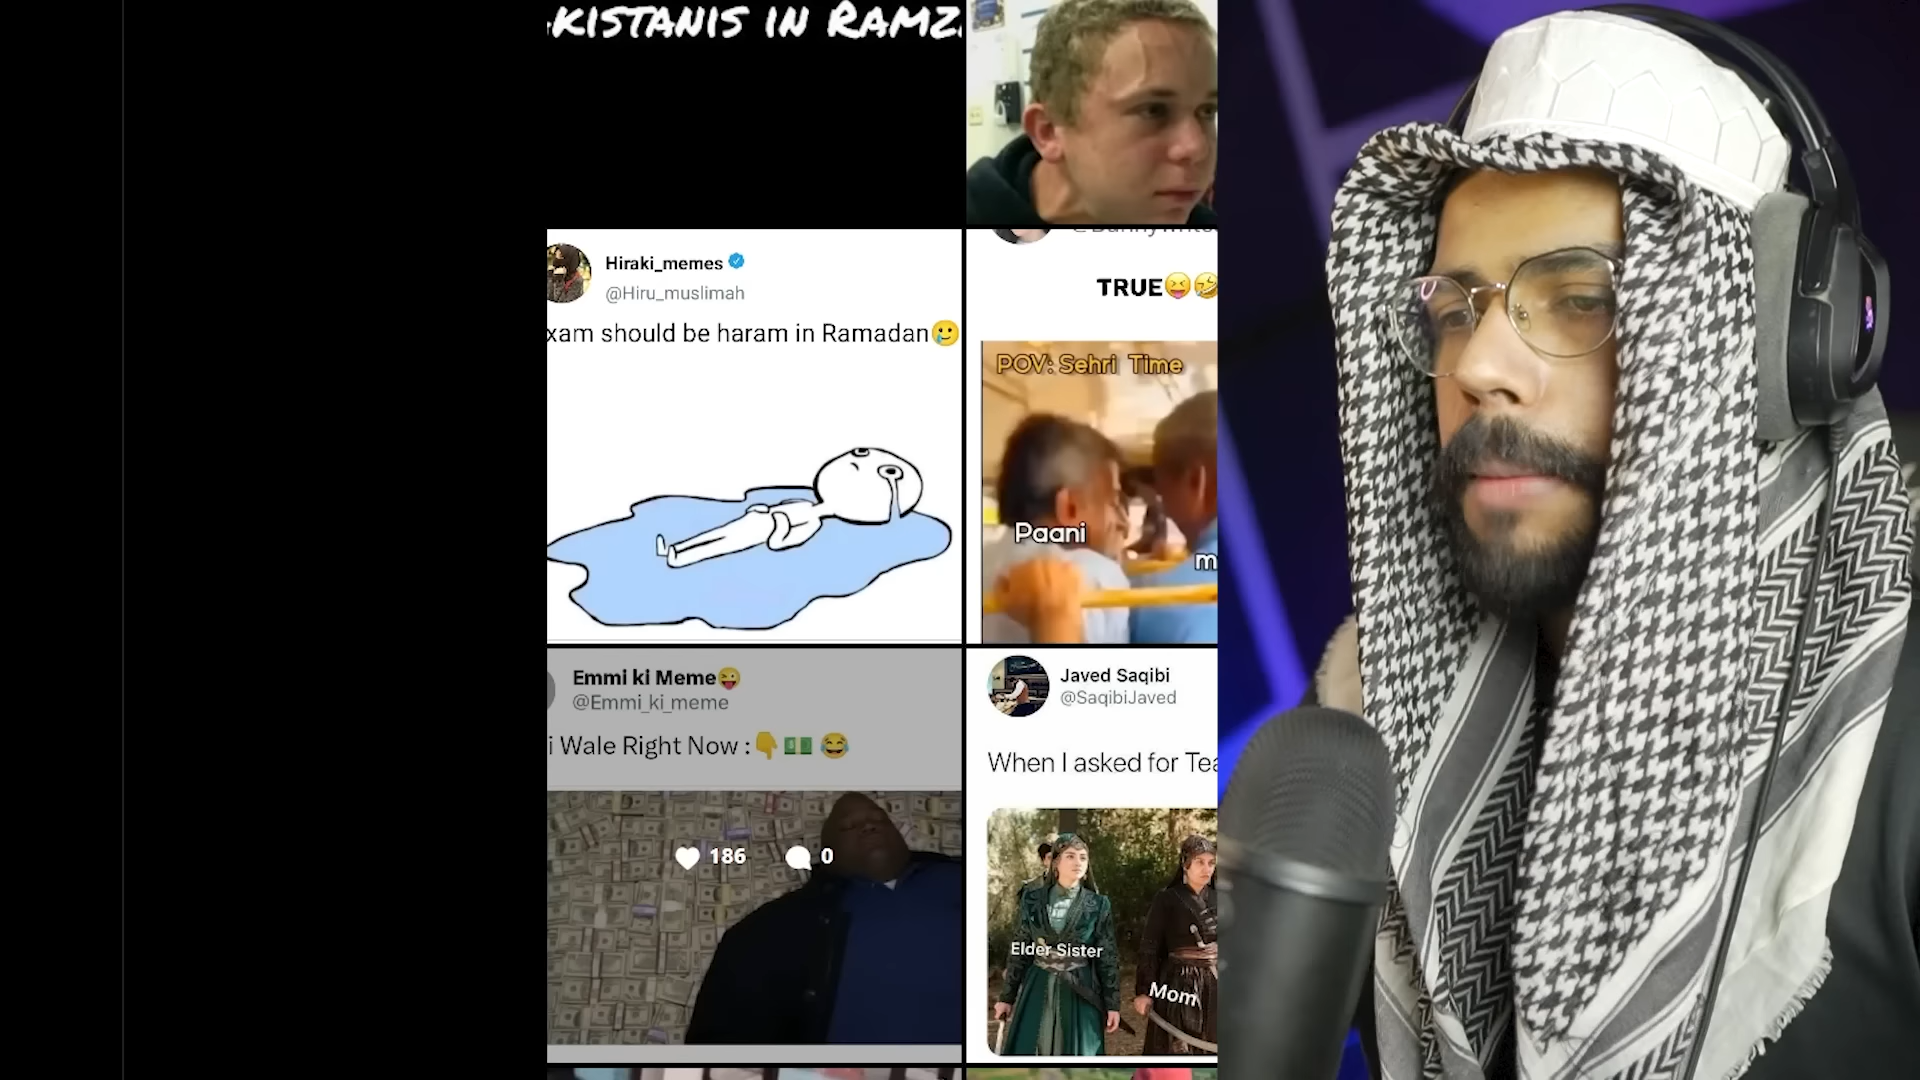 KISTANIS IN RAMZ
Hiraki_memes
@Hiru_muslimah
xam should be haram in Ramadan🥲
TRUE😝🤣
POV: Sehri Time
Paani
m
Emmi ki Meme😜
@Emmi_ki_meme
i Wale Right Now :👇💵 😂
186
0
Javed Saqibi
@SaqibiJaved
When I asked for Tea
Elder Sister
Mom